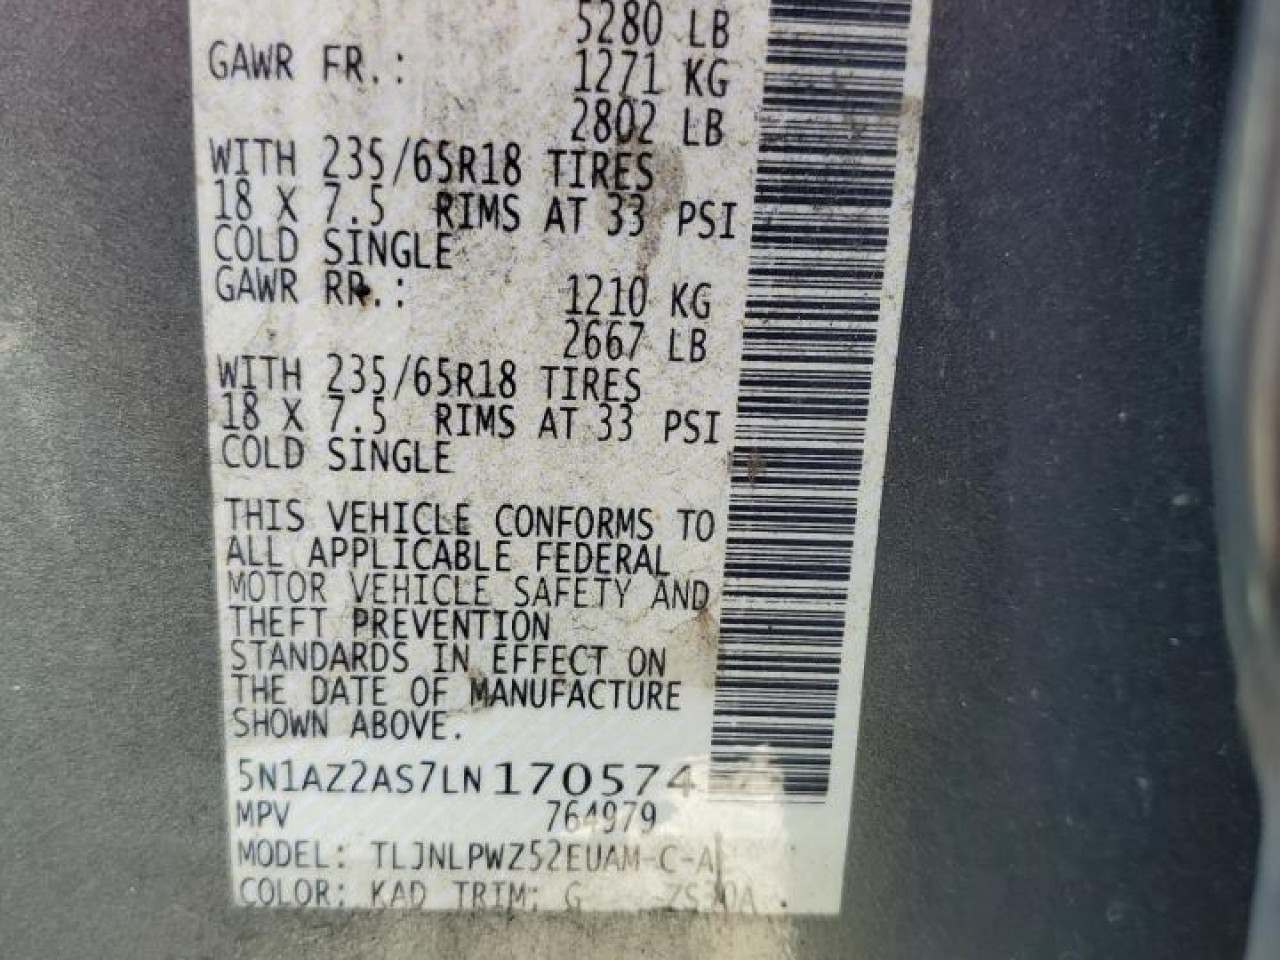 5280 LB
GAWR FR.: 1271 KG
2802 LB
WITH 235/65R18 TIRES
18 X 7.5 RIMS AT 33 PSI
COLD SINGLE
GAWR RR.: 1210 KG
2667 LB
WITH 235/65R18 TIRES
18 X 7.5 RIMS AT 33 PSI
COLD SINGLE
THIS VEHICLE CONFORMS TO
ALL APPLICABLE FEDERAL
MOTOR VEHICLE SAFETY AND
THEFT PREVENTION
STANDARDS IN EFFECT ON
THE DATE OF MANUFACTURE
SHOWN ABOVE.
5N1AZ2AS7LN170574
MPV 764979
MODEL: TLJNLPWZ52EUAM-C-A
COLOR: KAD TRIM: G